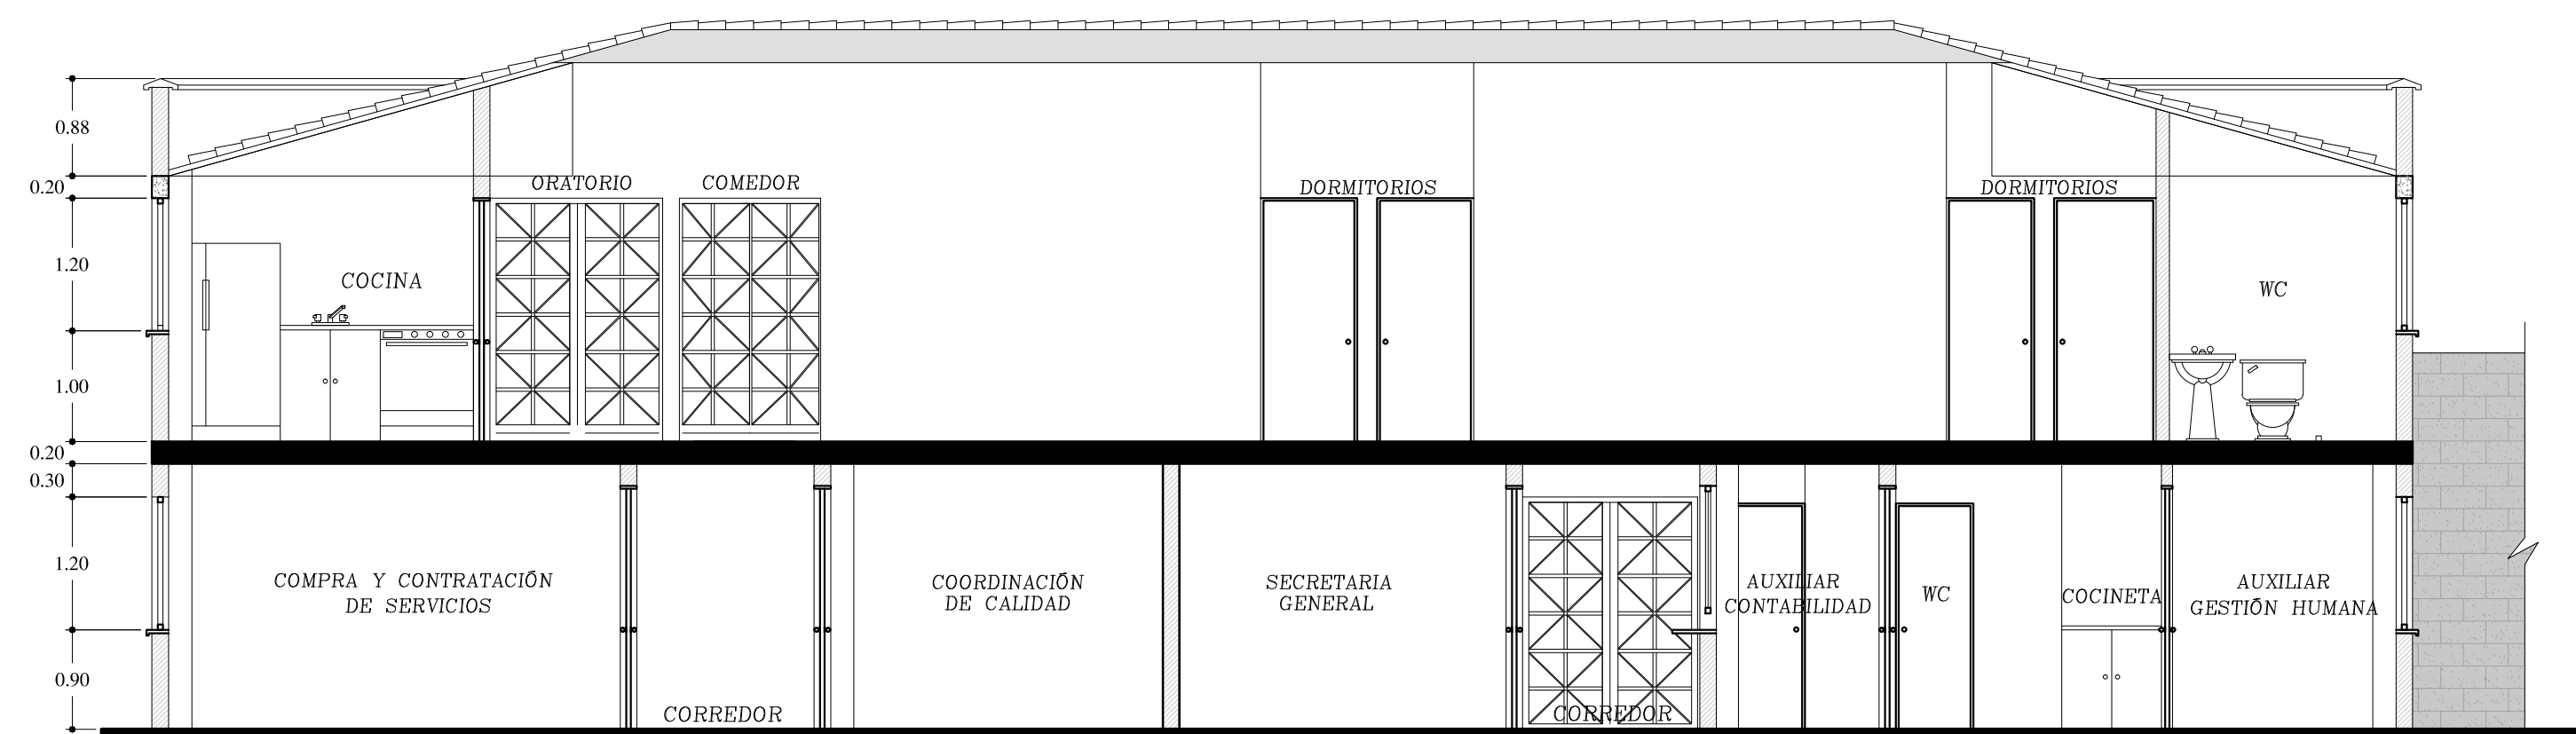 0.88
0.20
ORATORIO
COMEDOR
DORMITORIOS
DORMITORIOS
1.20
COCINA
WC
1.00
0.20
0.30
1.20
COMPRA Y CONTRATACIÓN
DE SERVICIOS
COORDINACIÓN
DE CALIDAD
SECRETARIA
GENERAL
AUXILIAR
CONTABILIDAD
WC
COCINETA
AUXILIAR
GESTIÓN HUMANA
0.90
CORREDOR
CORREDOR